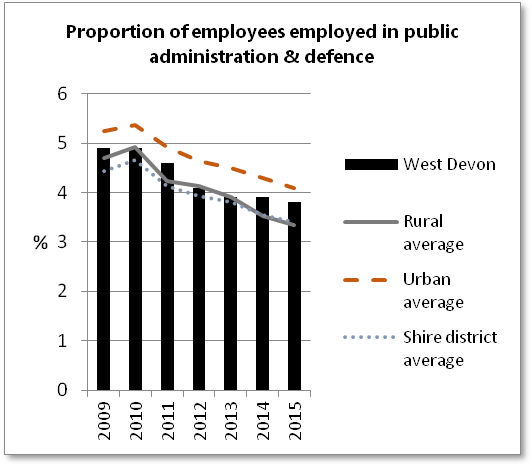 Proportion of employees employed in public
administration & defence
6
5
4
3
2
1
0
%
2009
2010
2011
2012
2013
2014
2015
West Devon
Rural
average
Urban
average
Shire district
average